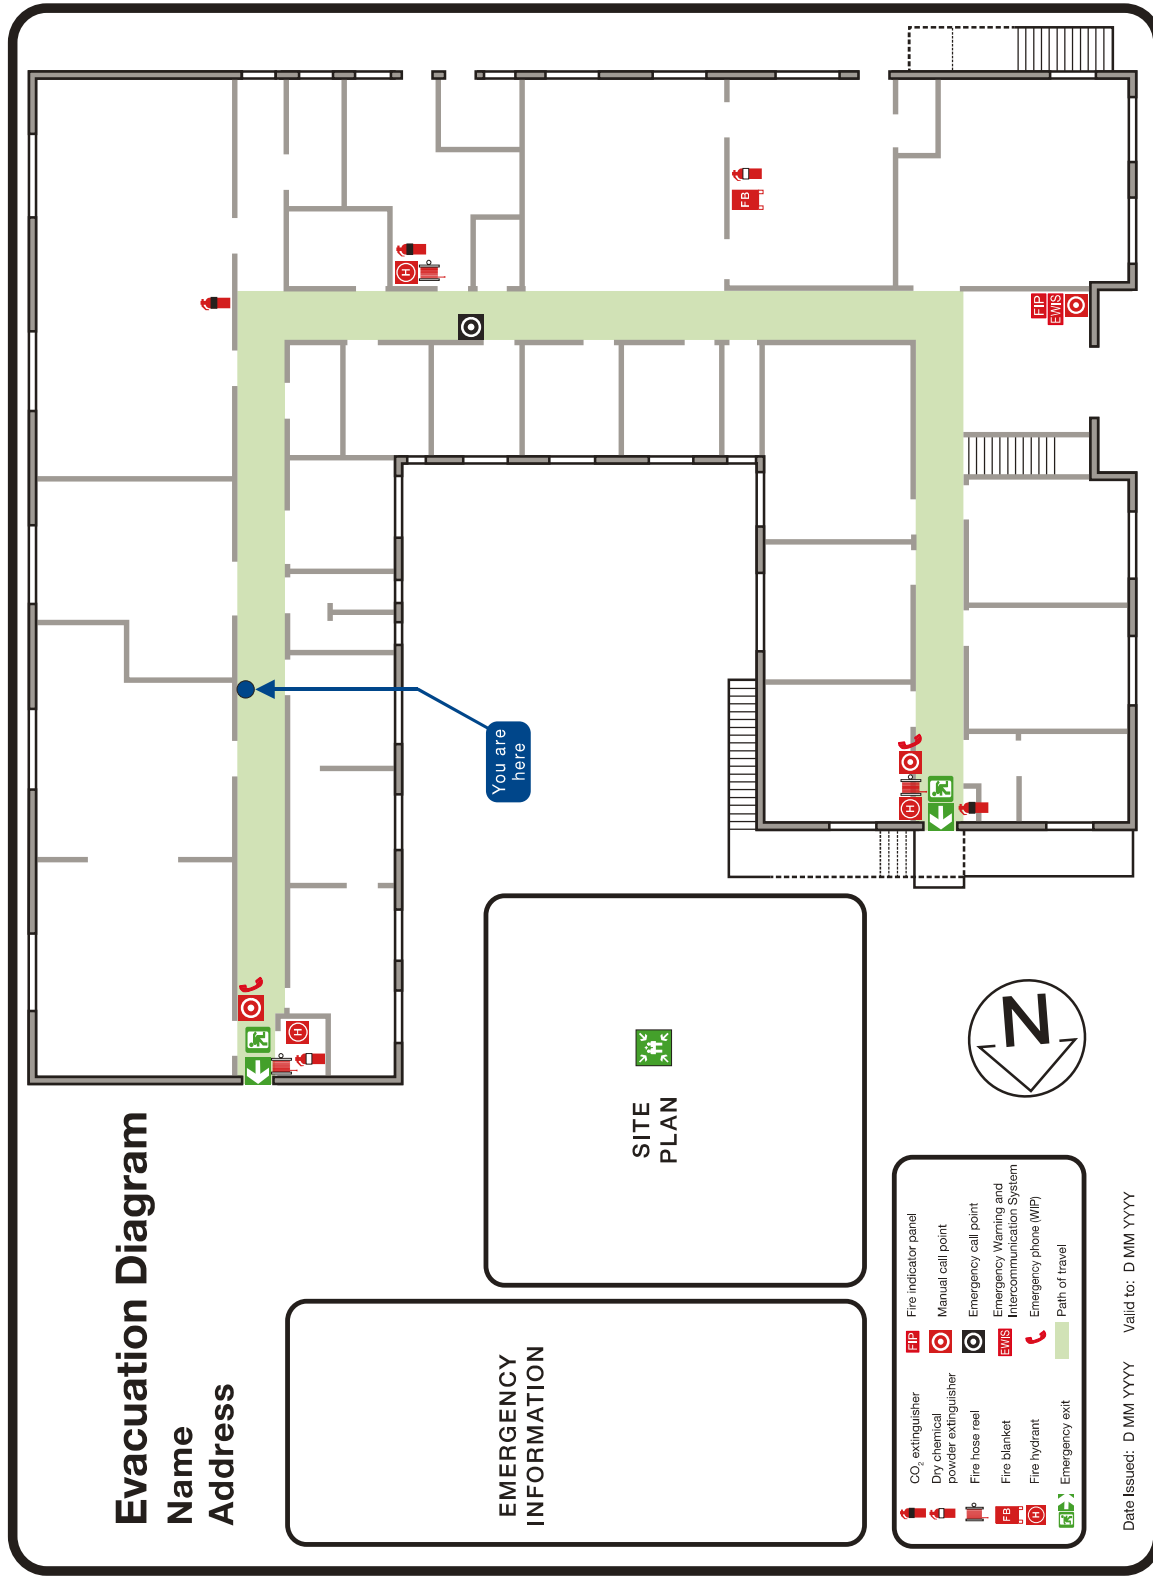 Evacuation Diagram
Name
Address
EMERGENCY
INFORMATION
SITE
PLAN
You are
here
FB
H
FIP
EWIS
H
H
N
CO2 extinguisher
Dry chemical
powder extinguisher
Fire hose reel
FB Fire blanket
H Fire hydrant
Emergency exit
FIP Fire indicator panel
Manual call point
Emergency call point
EWIS Emergency Warning and
Intercommunication System
Emergency phone (WIP)
Path of travel
Date Issued: D MM YYYY Valid to: D MM YYYY